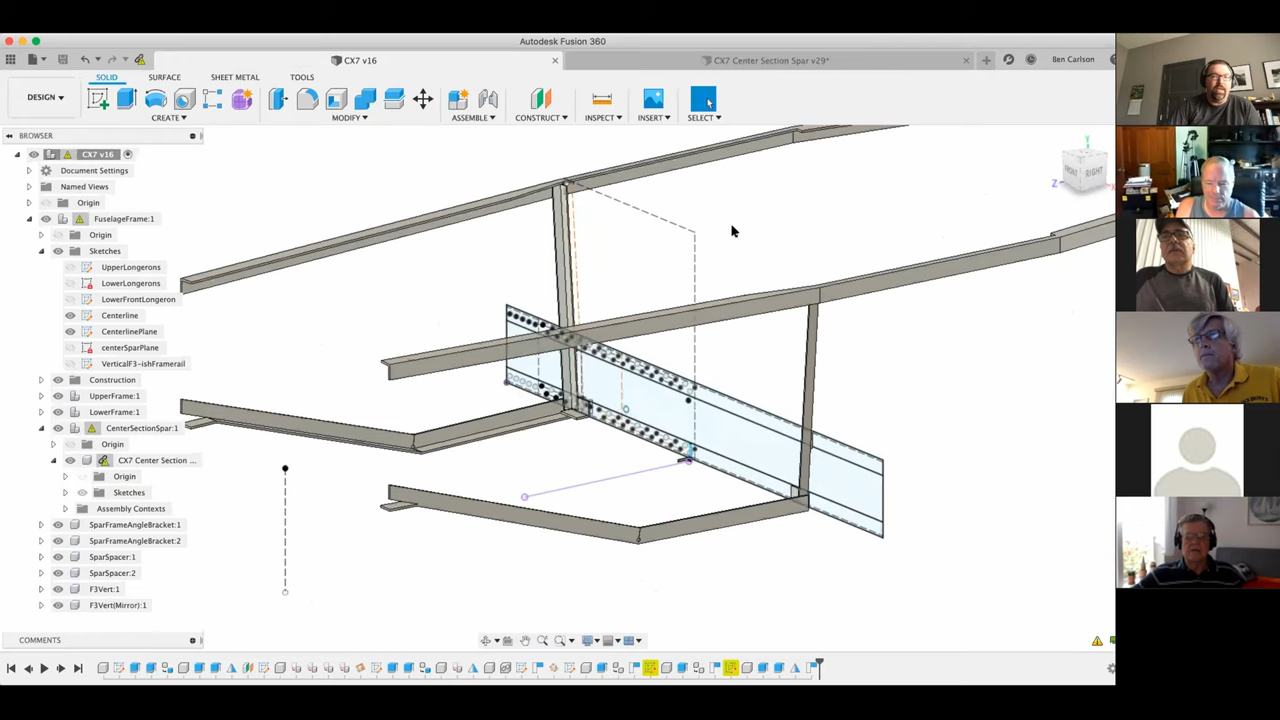 Autodesk Fusion 360
CX7 v16
CX7 Center Section Spar v29*
Ben Carlson
DESIGN
SOLID
SURFACE
SHEET METAL
TOOLS
CREATE
MODIFY
ASSEMBLE
CONSTRUCT
INSPECT
INSERT
SELECT
BROWSER
CX7 v16
Document Settings
Named Views
Origin
FuselageFrame:1
Origin
Sketches
UpperLongerons
LowerLongerons
LowerFrontLongeron
Centerline
CenterlinePlane
centerSparPlane
VerticalF3-ishFramerail
Construction
UpperFrame:1
LowerFrame:1
CenterSectionSpar:1
Origin
CX7 Center Section ...
Origin
Sketches
Assembly Contexts
SparFrameAngleBracket:1
SparFrameAngleBracket:2
SparSpacer:1
SparSpacer:2
F3Vert:1
F3Vert(Mirror):1
COMMENTS
Y
Z
FRONT
RIGHT
X